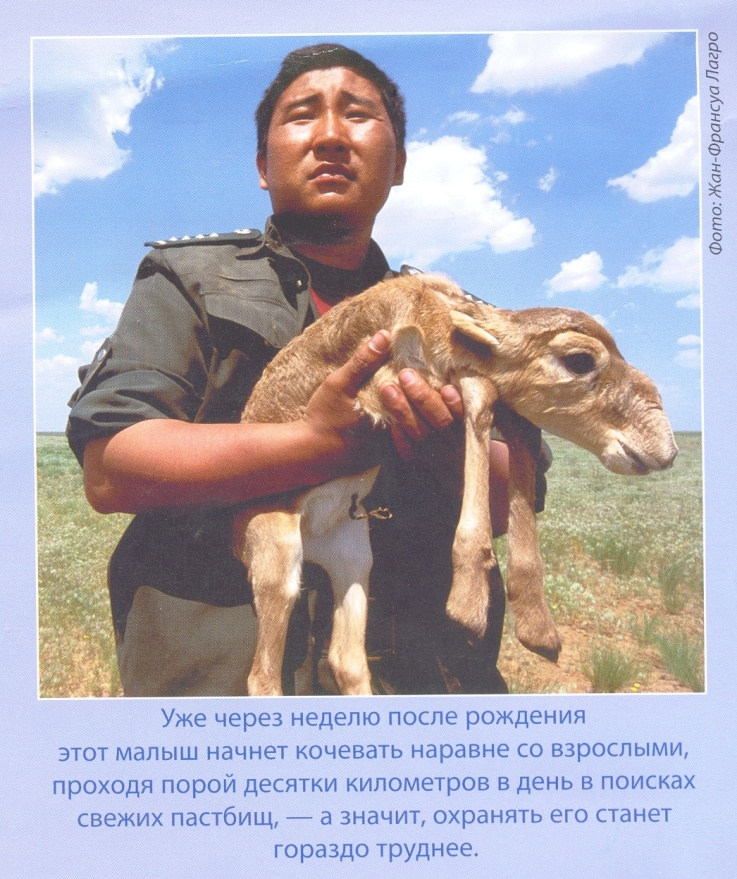 Фото: Жан-Франсуа Лагро
Уже через неделю после рождения
этот малыш начнет кочевать наравне со взрослыми,
проходя порой десятки километров в день в поисках
свежих пастбищ, — а значит, охранять его станет
гораздо труднее.